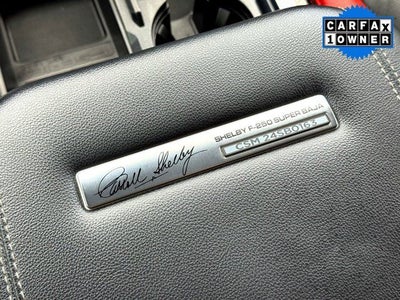 CARFAX
1 OWNER
Carroll Shelby
SHELBY F-250 SUPER BAJA
CSM 24SB0163